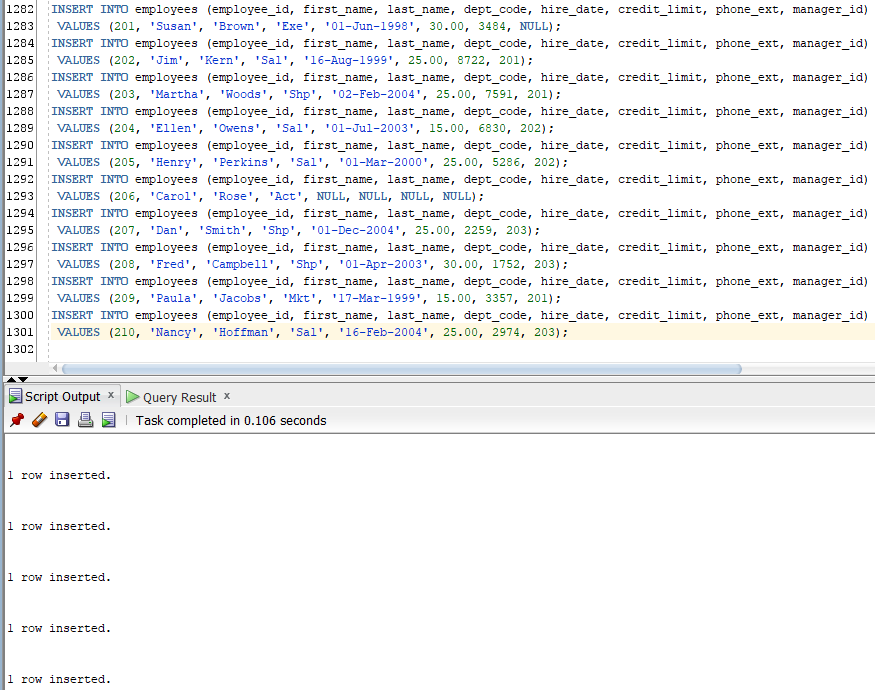 1282 INSERT INTO employees (employee_id, first_name, last_name, dept_code, hire_date, credit_limit, phone_ext, manager_id)
1283 VALUES (201, 'Susan', 'Brown', 'Exe', '01-Jun-1998', 30.00, 3484, NULL);
1284 INSERT INTO employees (employee_id, first_name, last_name, dept_code, hire_date, credit_limit, phone_ext, manager_id)
1285 VALUES (202, 'Jim', 'Kern', 'Sal', '16-Aug-1999', 25.00, 8722, 201);
1286 INSERT INTO employees (employee_id, first_name, last_name, dept_code, hire_date, credit_limit, phone_ext, manager_id)
1287 VALUES (203, 'Martha', 'Woods', 'Shp', '02-Feb-2004', 25.00, 7591, 201);
1288 INSERT INTO employees (employee_id, first_name, last_name, dept_code, hire_date, credit_limit, phone_ext, manager_id)
1289 VALUES (204, 'Ellen', 'Owens', 'Sal', '01-Jul-2003', 15.00, 6830, 202);
1290 INSERT INTO employees (employee_id, first_name, last_name, dept_code, hire_date, credit_limit, phone_ext, manager_id)
1291 VALUES (205, 'Henry', 'Perkins', 'Sal', '01-Mar-2000', 25.00, 5286, 202);
1292 INSERT INTO employees (employee_id, first_name, last_name, dept_code, hire_date, credit_limit, phone_ext, manager_id)
1293 VALUES (206, 'Carol', 'Rose', 'Act', NULL, NULL, NULL, NULL);
1294 INSERT INTO employees (employee_id, first_name, last_name, dept_code, hire_date, credit_limit, phone_ext, manager_id)
1295 VALUES (207, 'Dan', 'Smith', 'Shp', '01-Dec-2004', 25.00, 2259, 203);
1296 INSERT INTO employees (employee_id, first_name, last_name, dept_code, hire_date, credit_limit, phone_ext, manager_id)
1297 VALUES (208, 'Fred', 'Campbell', 'Shp', '01-Apr-2003', 30.00, 1752, 203);
1298 INSERT INTO employees (employee_id, first_name, last_name, dept_code, hire_date, credit_limit, phone_ext, manager_id)
1299 VALUES (209, 'Paula', 'Jacobs', 'Mkt', '17-Mar-1999', 15.00, 3357, 201);
1300 INSERT INTO employees (employee_id, first_name, last_name, dept_code, hire_date, credit_limit, phone_ext, manager_id)
1301 VALUES (210, 'Nancy', 'Hoffman', 'Sal', '16-Feb-2004', 25.00, 2974, 203);
1302
Script Output x Query Result x
Task completed in 0.106 seconds
1 row inserted.
1 row inserted.
1 row inserted.
1 row inserted.
1 row inserted.